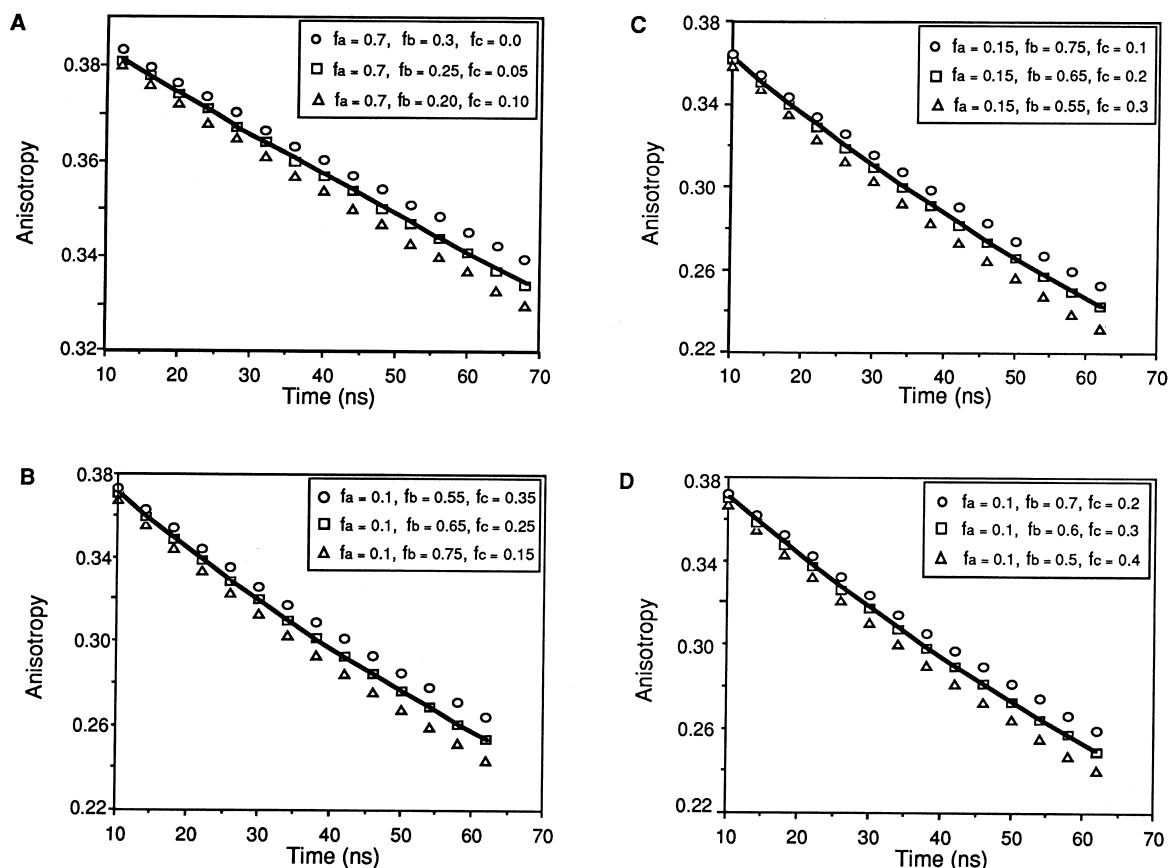 A
fa = 0.7, fb = 0.3, fc = 0.0
fa = 0.7, fb = 0.25, fc = 0.05
fa = 0.7, fb = 0.20, fc = 0.10
0.38
0.36
0.34
0.32
Anisotropy
10 20 30 40 50 60 70
Time (ns)
C
fa = 0.15, fb = 0.75, fc = 0.1
fa = 0.15, fb = 0.65, fc = 0.2
fa = 0.15, fb = 0.55, fc = 0.3
0.38
0.34
0.30
0.26
0.22
Anisotropy
10 20 30 40 50 60 70
Time (ns)
B
fa = 0.1, fb = 0.55, fc = 0.35
fa = 0.1, fb = 0.65, fc = 0.25
fa = 0.1, fb = 0.75, fc = 0.15
0.38
0.34
0.30
0.26
0.22
Anisotropy
10 20 30 40 50 60 70
Time (ns)
D
fa = 0.1, fb = 0.7, fc = 0.2
fa = 0.1, fb = 0.6, fc = 0.3
fa = 0.1, fb = 0.5, fc = 0.4
0.38
0.34
0.30
0.26
0.22
Anisotropy
10 20 30 40 50 60 70
Time (ns)